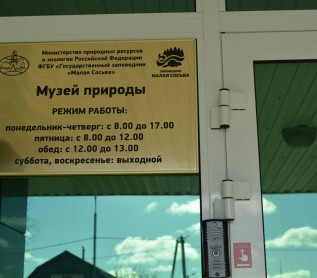 Министерство природных ресурсов
и экологии Российской Федерации
ФГБУ «Государственный заповедник
«Малая Сосьва»
ЗАПОВЕДНИК
МАЛАЯ СОСЬВА
Музей природы
РЕЖИМ РАБОТЫ:
понедельник-четверг: с 8.00 до 17.00
пятница: с 8.00 до 12.00
обед: с 12.00 до 13.00
суббота, воскресенье: выходной